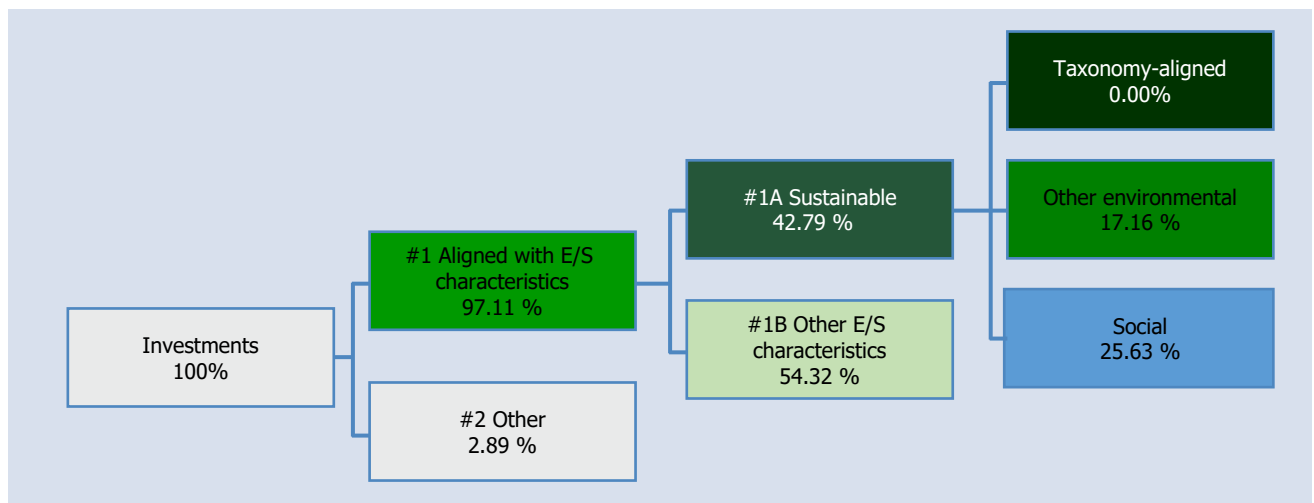 Investments
100%
#1 Aligned with E/S
characteristics
97.11 %
#2 Other
2.89 %
#1A Sustainable
42.79 %
#1B Other E/S
characteristics
54.32 %
Taxonomy-aligned
0.00%
Other environmental
17.16 %
Social
25.63 %